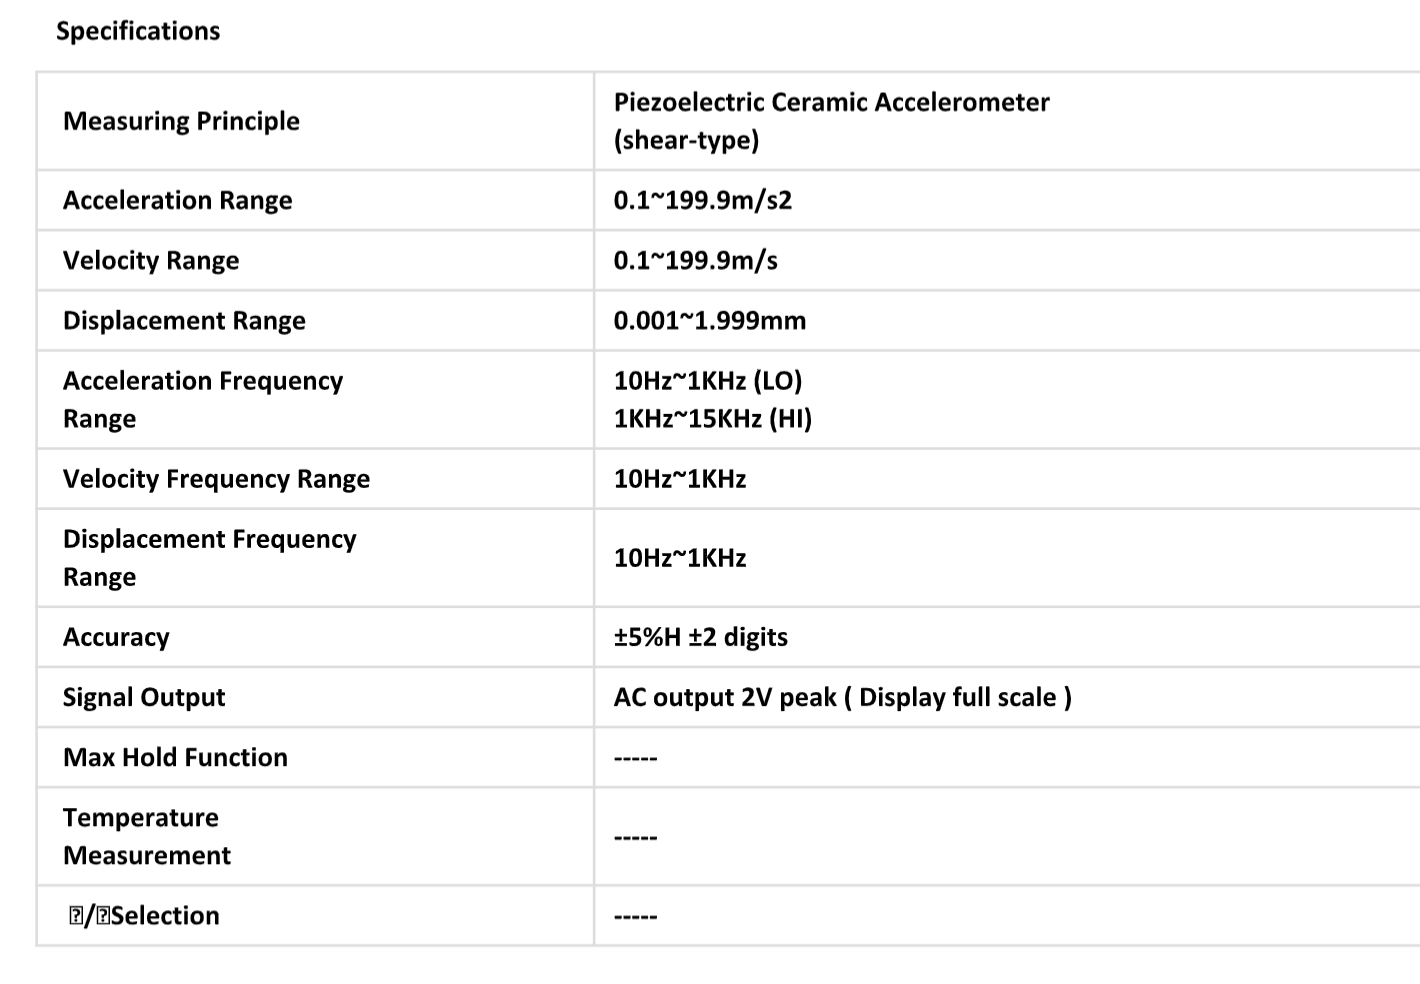 Specifications
Measuring Principle
Piezoelectric Ceramic Accelerometer
(shear-type)
Acceleration Range
0.1~199.9m/s2
Velocity Range
0.1~199.9m/s
Displacement Range
0.001~1.999mm
Acceleration Frequency
Range
10Hz~1KHz (LO)
1KHz~15KHz (HI)
Velocity Frequency Range
10Hz~1KHz
Displacement Frequency
Range
10Hz~1KHz
Accuracy
±5%H ±2 digits
Signal Output
AC output 2V peak ( Display full scale )
Max Hold Function
-----
Temperature
Measurement
-----
⍰/⍰Selection
-----